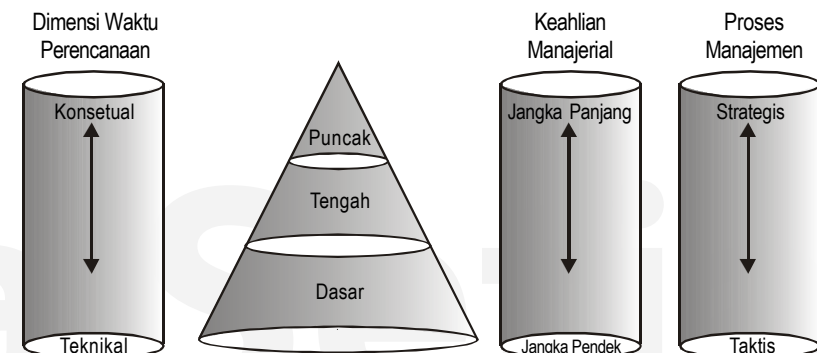 Dimensi Waktu
Perencanaan
Konsetual
Teknikal
Puncak
Tengah
Dasar
Keahlian
Manajerial
Jangka Panjang
Jangka Pendek
Proses
Manajemen
Strategis
Taktis